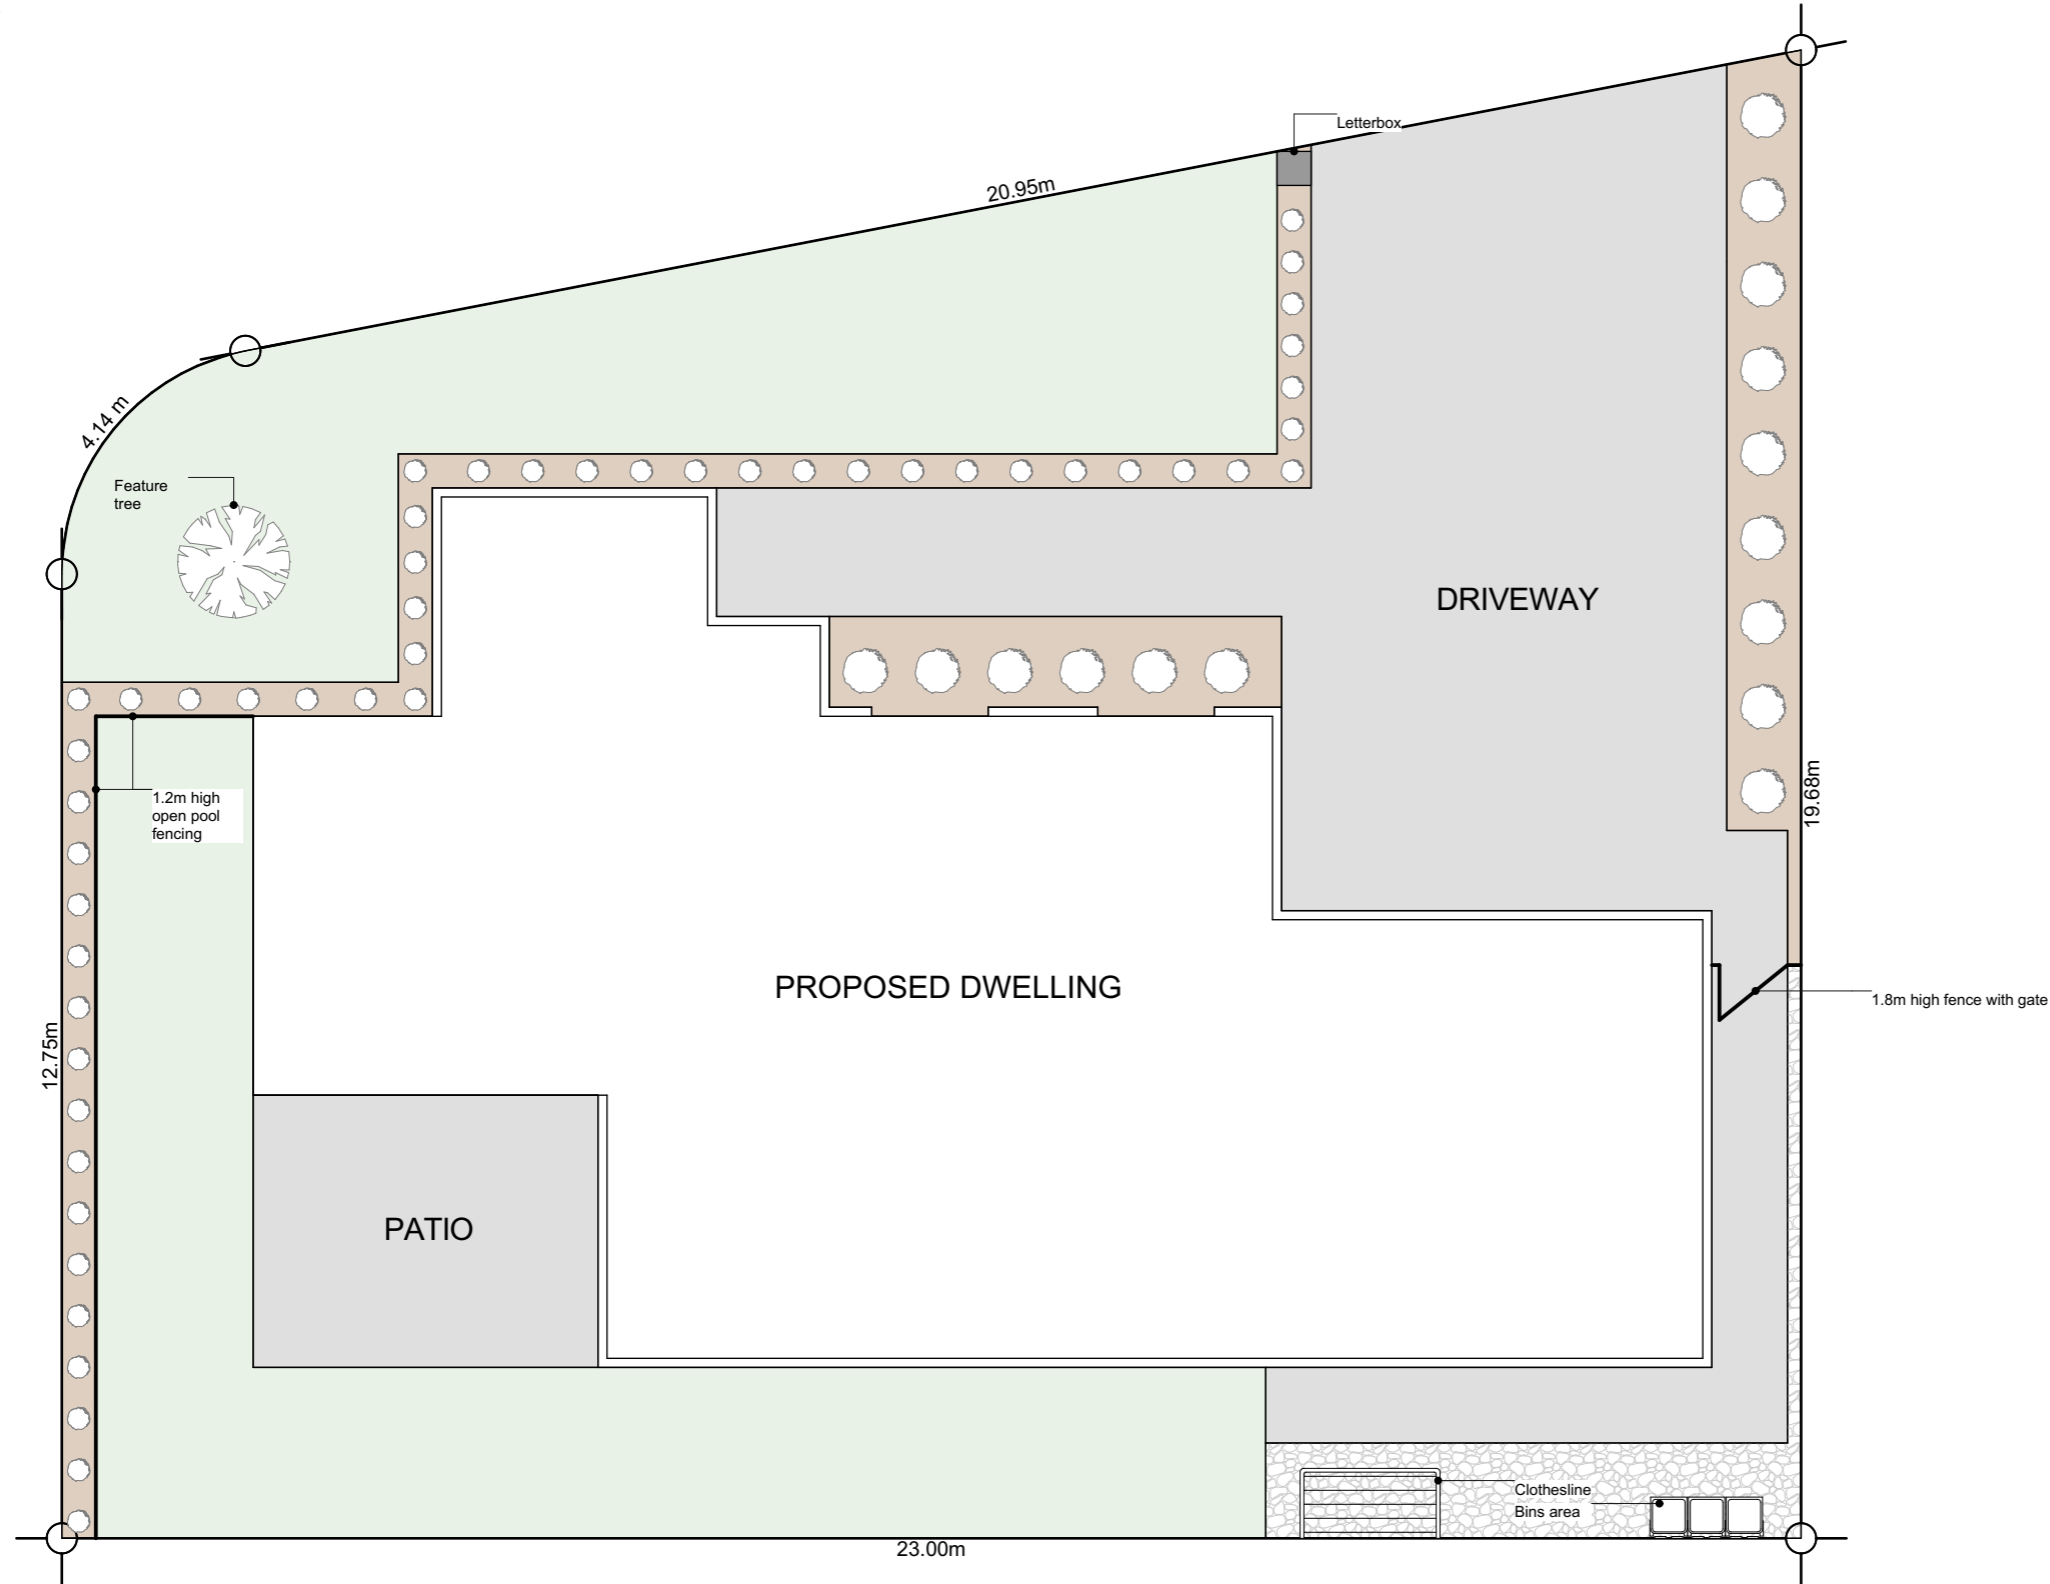 Letterbox
20.95m
4.14 m
Feature
tree
DRIVEWAY
1.2m high
open pool
fencing
19.68m
PROPOSED DWELLING
1.8m high fence with gate
12.75m
PATIO
Clothesline
Bins area
23.00m